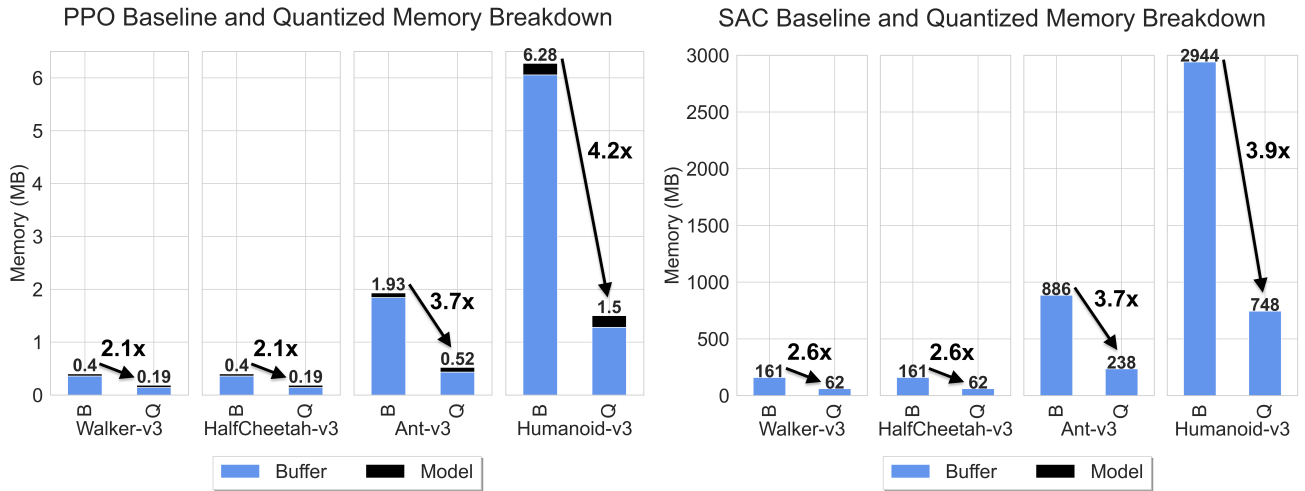 PPO Baseline and Quantized Memory Breakdown
Memory (MB)
6
5
4
3
2
1
0
0.4
2.1x
0.19
B
Q
Walker-v3
0.4
2.1x
0.19
B
Q
HalfCheetah-v3
1.93
3.7x
0.52
B
Q
Ant-v3
6.28
4.2x
1.5
B
Q
Humanoid-v3
Buffer
Model
SAC Baseline and Quantized Memory Breakdown
Memory (MB)
3000
2500
2000
1500
1000
500
0
161
2.6x
62
B
Q
Walker-v3
161
2.6x
62
B
Q
HalfCheetah-v3
886
3.7x
238
B
Q
Ant-v3
2944
3.9x
748
B
Q
Humanoid-v3
Buffer
Model